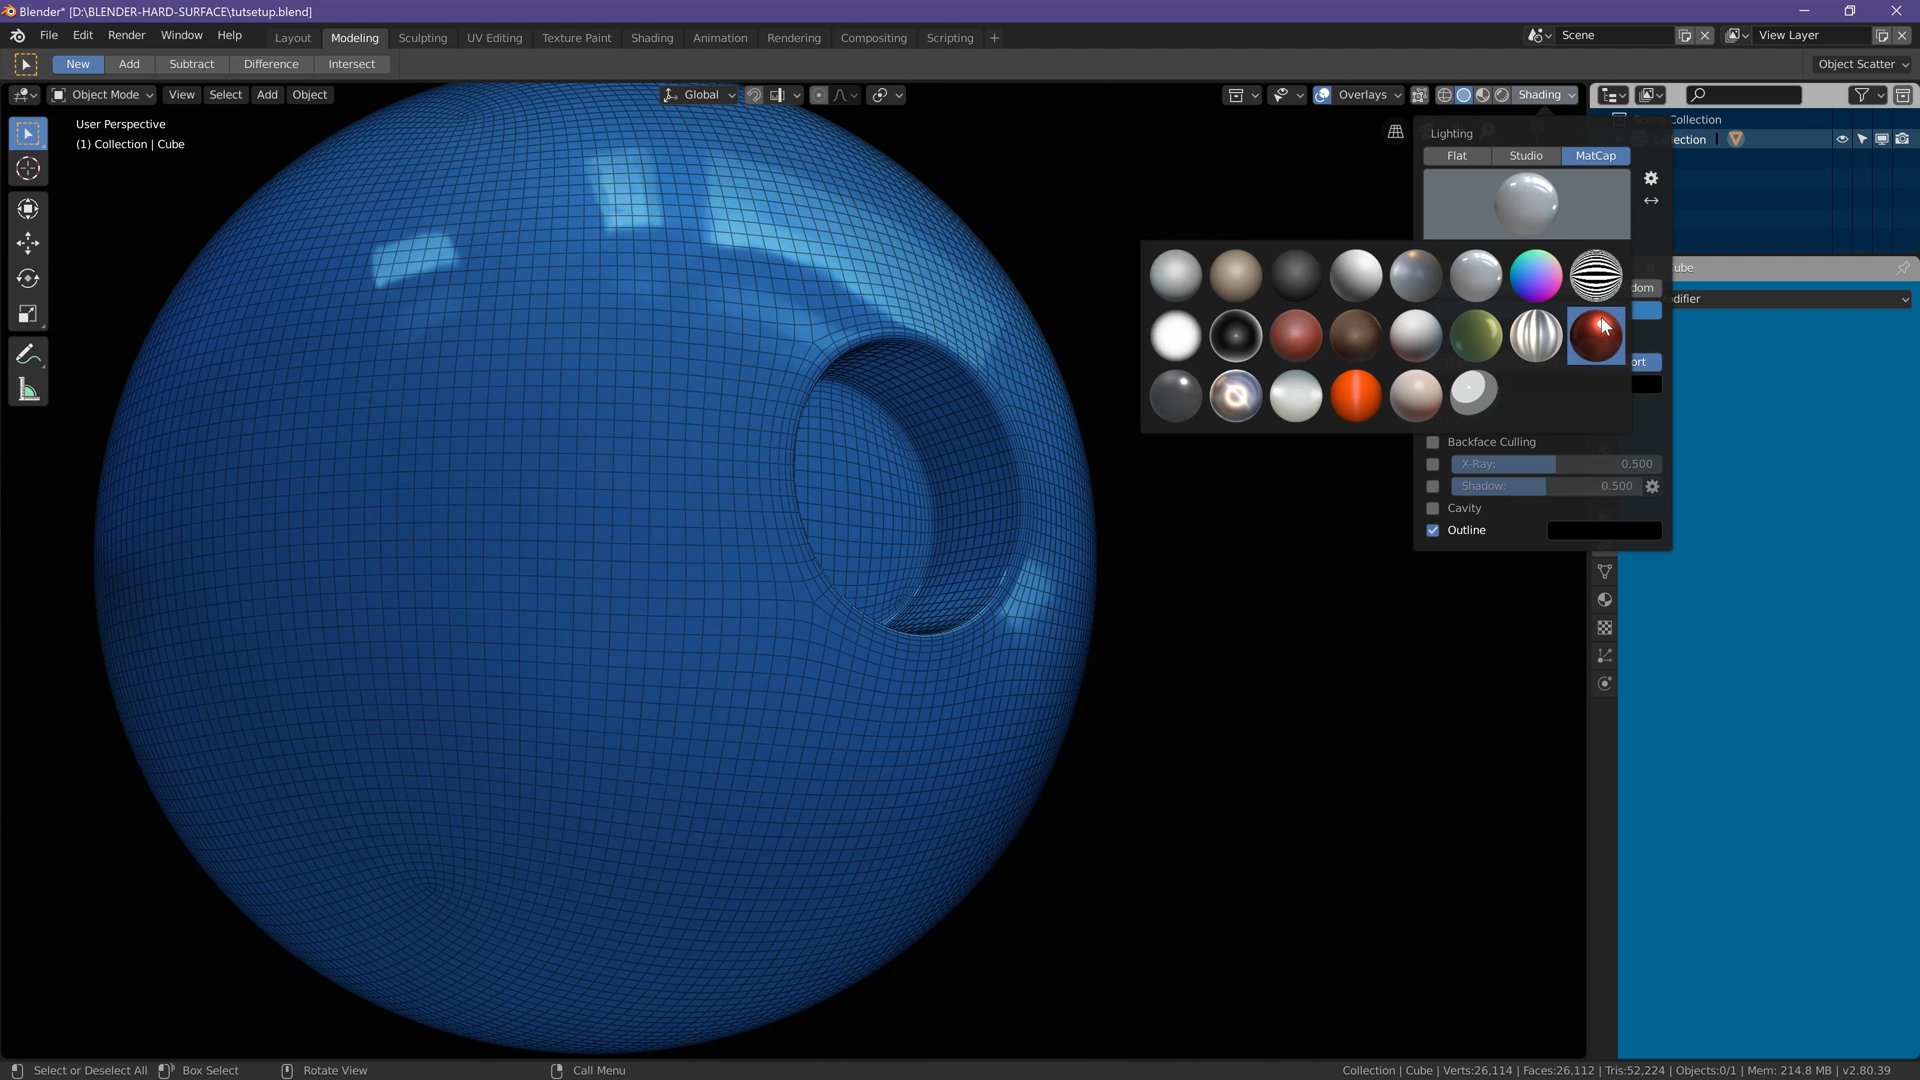 Blender* [D:\BLENDER-HARD-SURFACE\tutsetup.blend]
File Edit Render Window Help Layout Modeling Sculpting UV Editing Texture Paint Shading Animation Rendering Compositing Scripting + Scene View Layer
New Add Subtract Difference Intersect Object Scatter
Object Mode View Select Add Object Global Overlays Shading
User Perspective
(1) Collection | Cube
Lighting
Flat Studio MatCap
Collection
ection
ube
dom
difier
ort
Backface Culling
X-Ray: 0.500
Shadow: 0.500
Cavity
Outline
Select or Deselect All Box Select Rotate View Call Menu Collection | Cube | Verts:26,114 | Faces:26,112 | Tris:52,224 | Objects:0/1 | Mem: 214.8 MB | v2.80.39